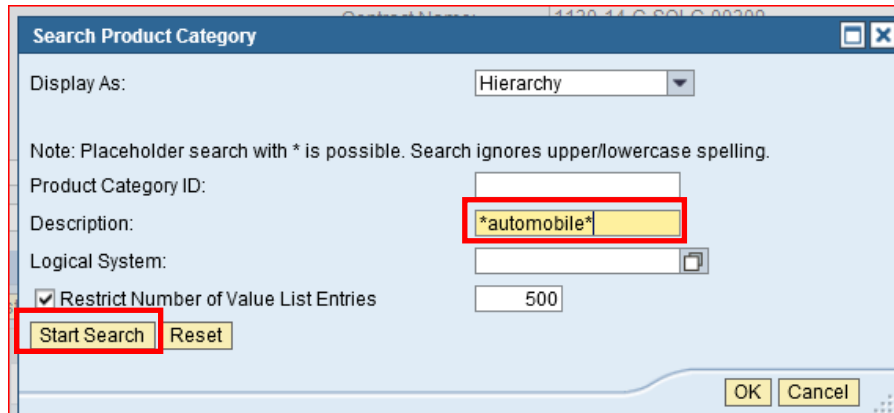 Search Product Category
Display As: Hierarchy
Note: Placeholder search with * is possible. Search ignores upper/lowercase spelling.
Product Category ID:
Description: *automobile*
Logical System:
Restrict Number of Value List Entries 500
Start Search Reset
OK Cancel